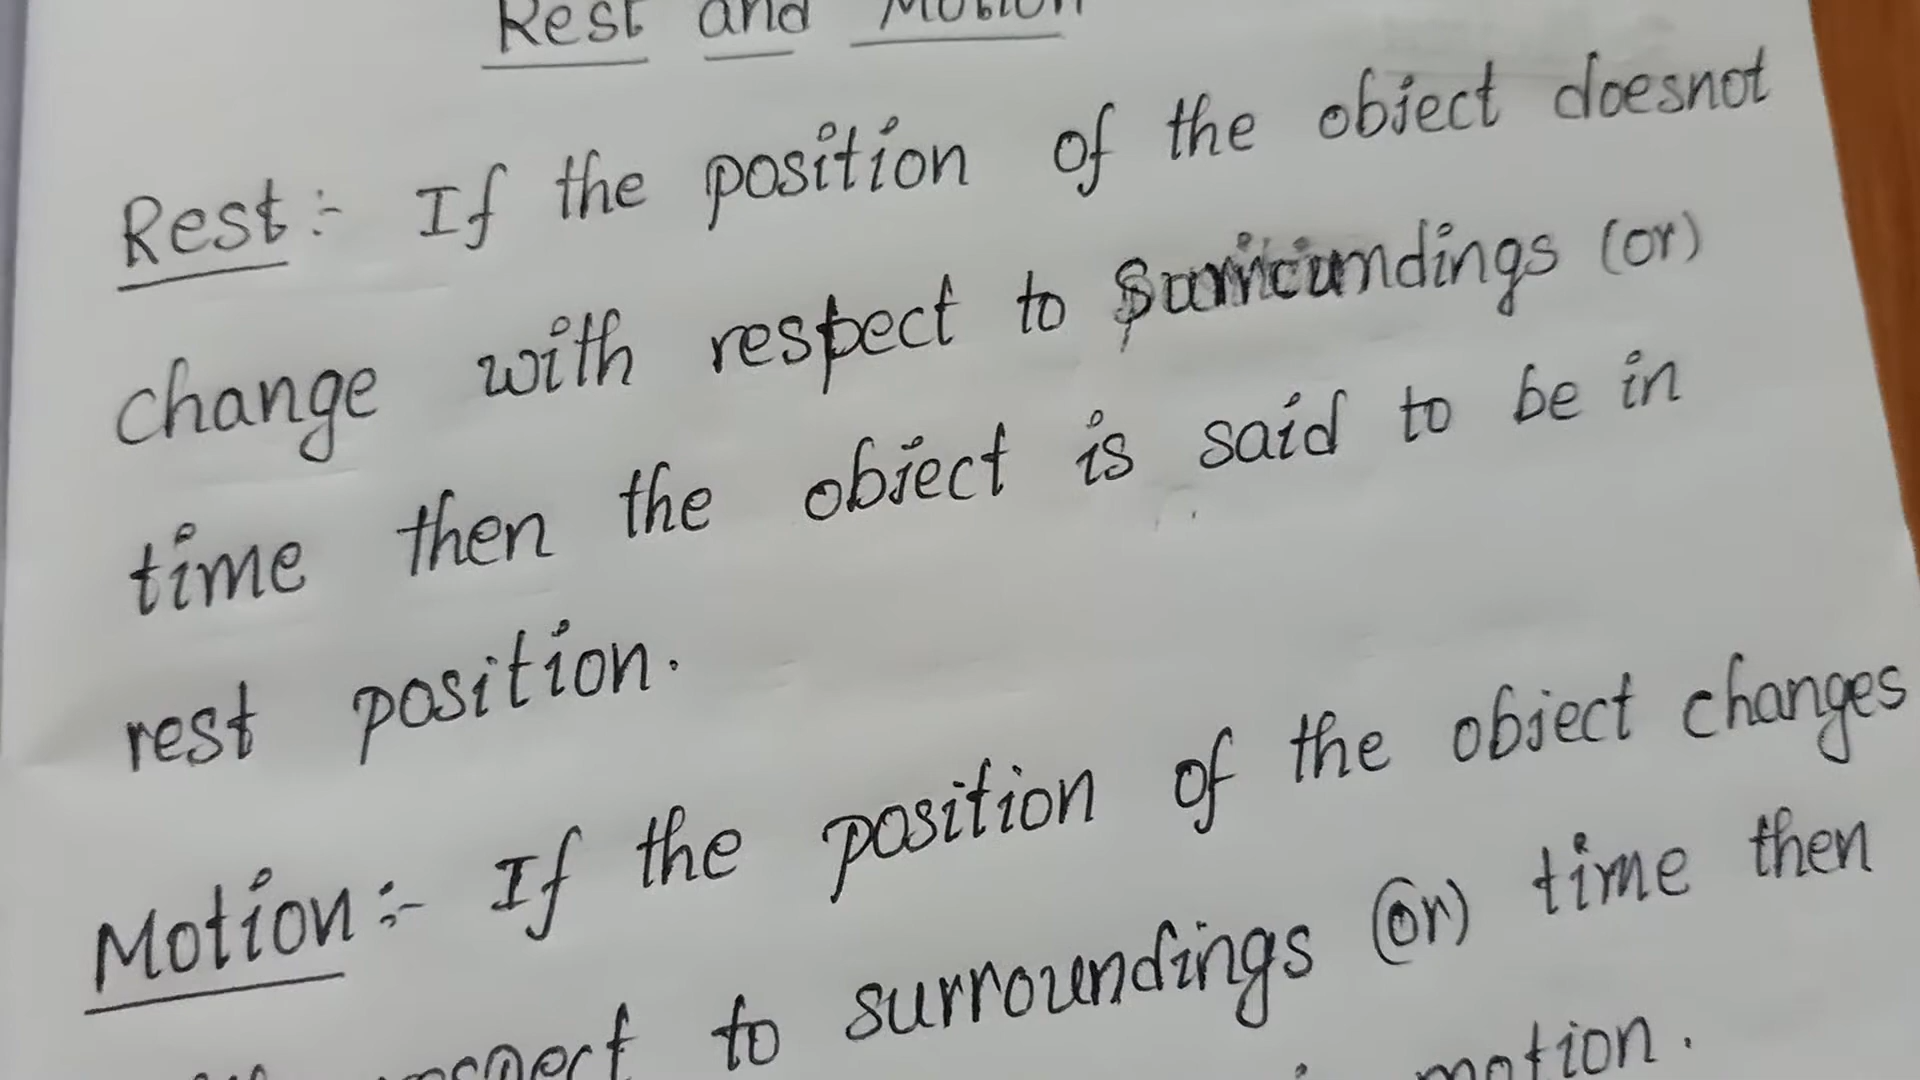 Rest and Motion
Rest :- If the position of the object doesnot
change with respect to surroundings (or)
time then the object is said to be in
rest position.
Motion :- If the position of the object changes
respect to surroundings (or) time then
motion.